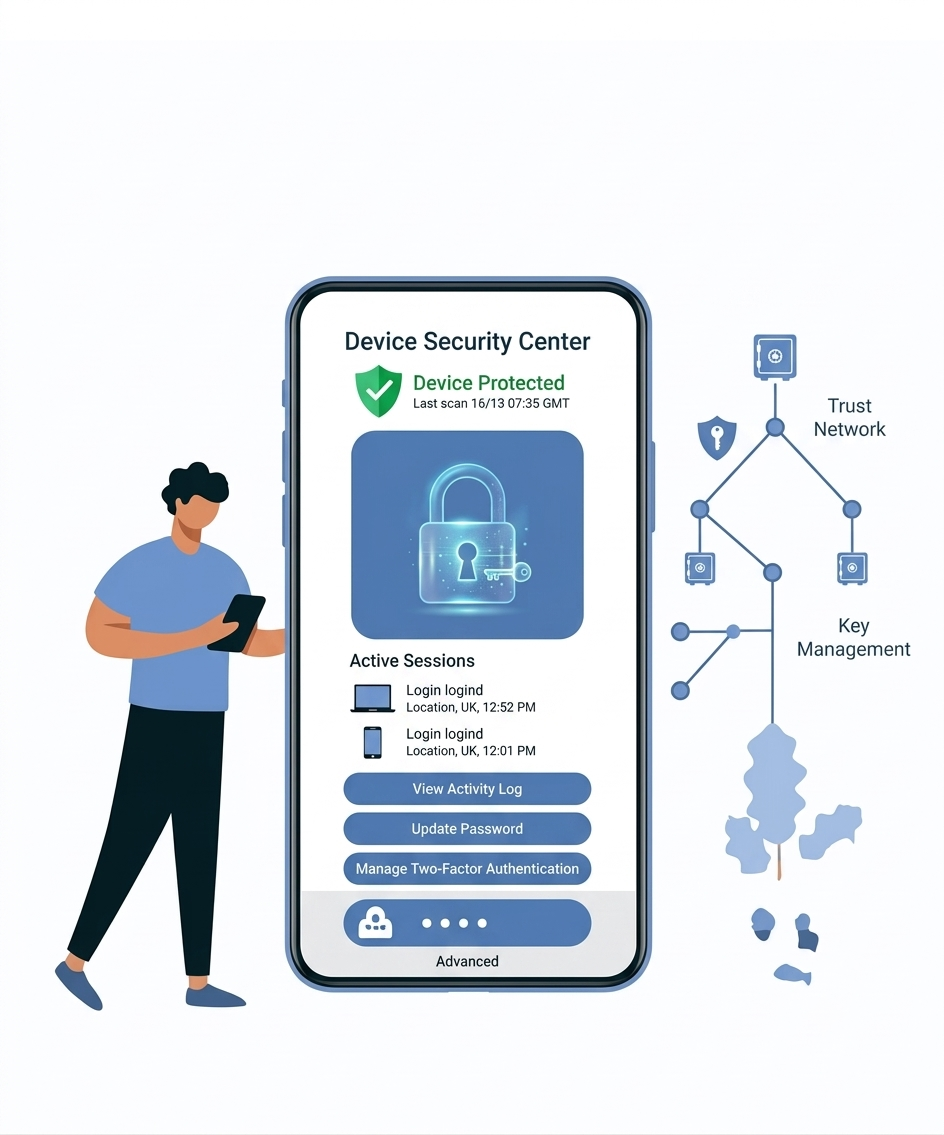 Device Security Center
Device Protected
Last scan 16/13 07:35 GMT
Active Sessions
Login logind
Location, UK, 12:52 PM
Login logind
Location, UK, 12:01 PM
View Activity Log
Update Password
Manage Two-Factor Authentication
Advanced
Trust
Network
Key
Management